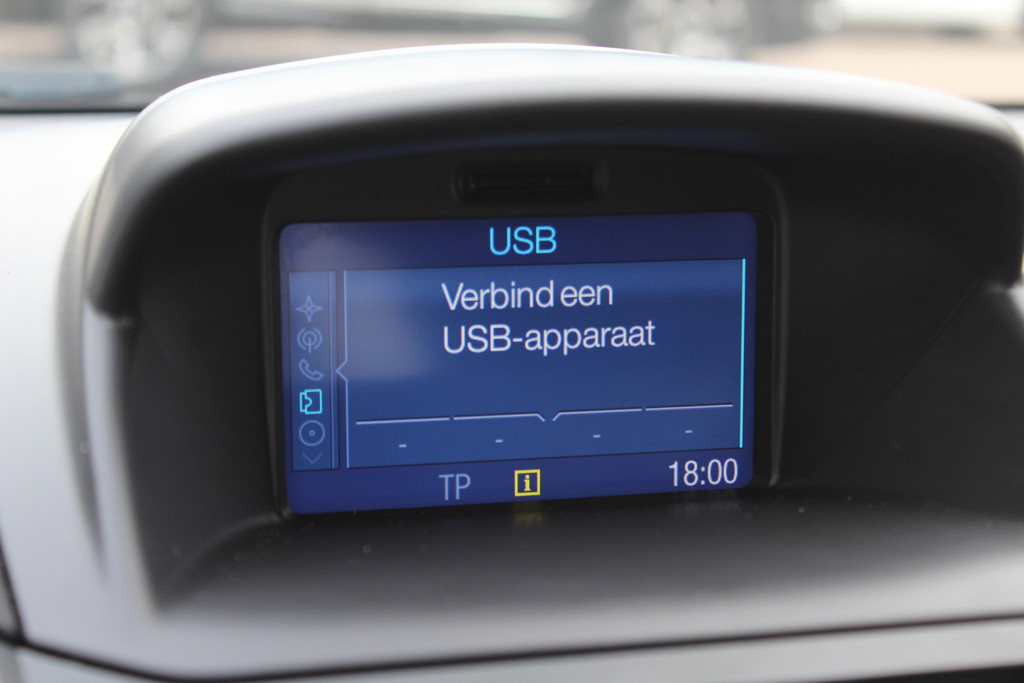 USB
Verbind een
USB-apparaat
- - - -
TP i 18:00